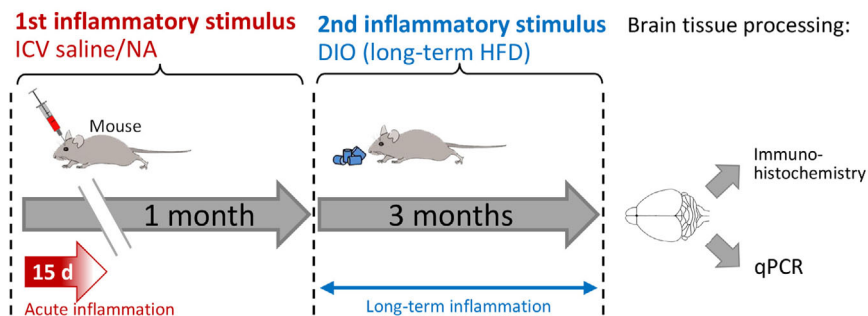 1st inflammatory stimulus
ICV saline/NA
2nd inflammatory stimulus
DIO (long-term HFD)
Brain tissue processing:
Mouse
Immuno-
histochemistry
1 month
3 months
15 d
qPCR
Acute inflammation
Long-term inflammation